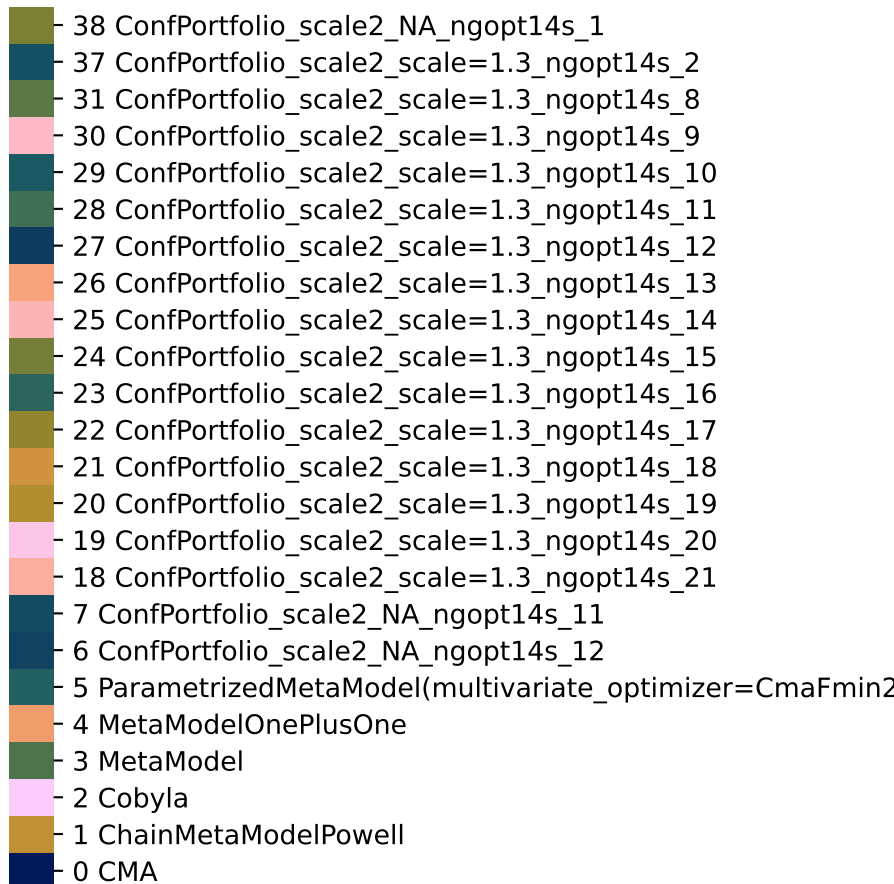 38 ConfPortfolio_scale2_NA_ngopt14s_1
37 ConfPortfolio_scale2_scale=1.3_ngopt14s_2
31 ConfPortfolio_scale2_scale=1.3_ngopt14s_8
30 ConfPortfolio_scale2_scale=1.3_ngopt14s_9
29 ConfPortfolio_scale2_scale=1.3_ngopt14s_10
28 ConfPortfolio_scale2_scale=1.3_ngopt14s_11
27 ConfPortfolio_scale2_scale=1.3_ngopt14s_12
26 ConfPortfolio_scale2_scale=1.3_ngopt14s_13
25 ConfPortfolio_scale2_scale=1.3_ngopt14s_14
24 ConfPortfolio_scale2_scale=1.3_ngopt14s_15
23 ConfPortfolio_scale2_scale=1.3_ngopt14s_16
22 ConfPortfolio_scale2_scale=1.3_ngopt14s_17
21 ConfPortfolio_scale2_scale=1.3_ngopt14s_18
20 ConfPortfolio_scale2_scale=1.3_ngopt14s_19
19 ConfPortfolio_scale2_scale=1.3_ngopt14s_20
18 ConfPortfolio_scale2_scale=1.3_ngopt14s_21
7 ConfPortfolio_scale2_NA_ngopt14s_11
6 ConfPortfolio_scale2_NA_ngopt14s_12
5 ParametrizedMetaModel(multivariate_optimizer=CmaFmin2
4 MetaModelOnePlusOne
3 MetaModel
2 Cobyla
1 ChainMetaModelPowell
0 CMA